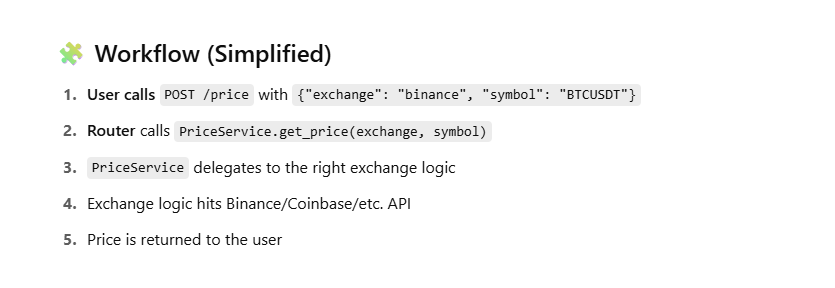 Workflow (Simplified)
1. User calls POST /price with {"exchange": "binance", "symbol": "BTCUSDT"}
2. Router calls PriceService.get_price(exchange, symbol)
3. PriceService delegates to the right exchange logic
4. Exchange logic hits Binance/Coinbase/etc. API
5. Price is returned to the user